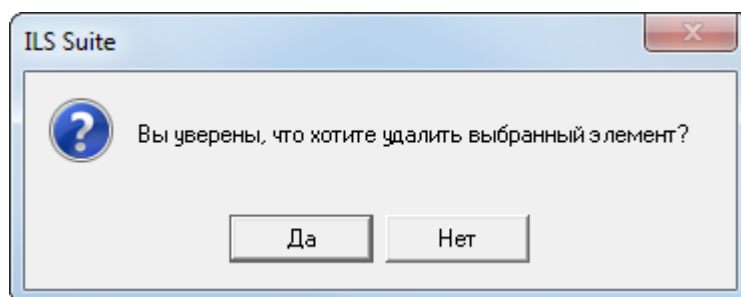 ILS Suite
Вы уверены, что хотите удалить выбранный элемент?
Да Нет